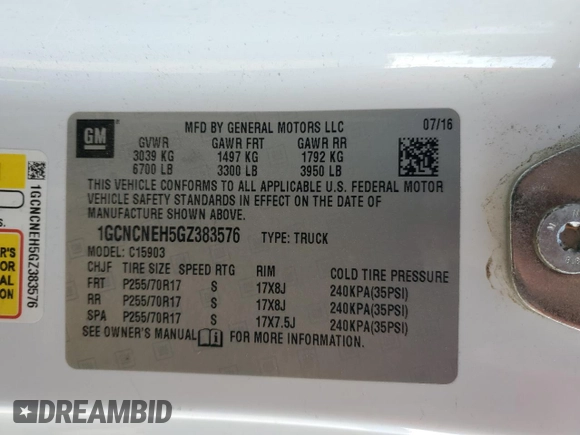 GM
MFD BY GENERAL MOTORS LLC
07/16
GVWR GAWR FRT GAWR RR
3039 KG 1497 KG 1792 KG
6700 LB 3300 LB 3950 LB
THIS VEHICLE CONFORMS TO ALL APPLICABLE U.S. FEDERAL MOTOR
VEHICLE SAFETY STANDARDS IN EFFECT ON THE DATE OF
MANUFACTURE SHOWN ABOVE.
1GCNCNEH5GZ383576 TYPE: TRUCK
MODEL: C15903
CHJF TIRE SIZE SPEED RTG RIM COLD TIRE PRESSURE
FRT P255/70R17 S 17X8J 240KPA(35PSI)
RR P255/70R17 S 17X8J 240KPA(35PSI)
SPA P255/70R17 S 17X7.5J 240KPA(35PSI)
SEE OWNER'S MANUAL FOR MORE INFORMATION.
1GCNCNEH5GZ383576
DREAMBID